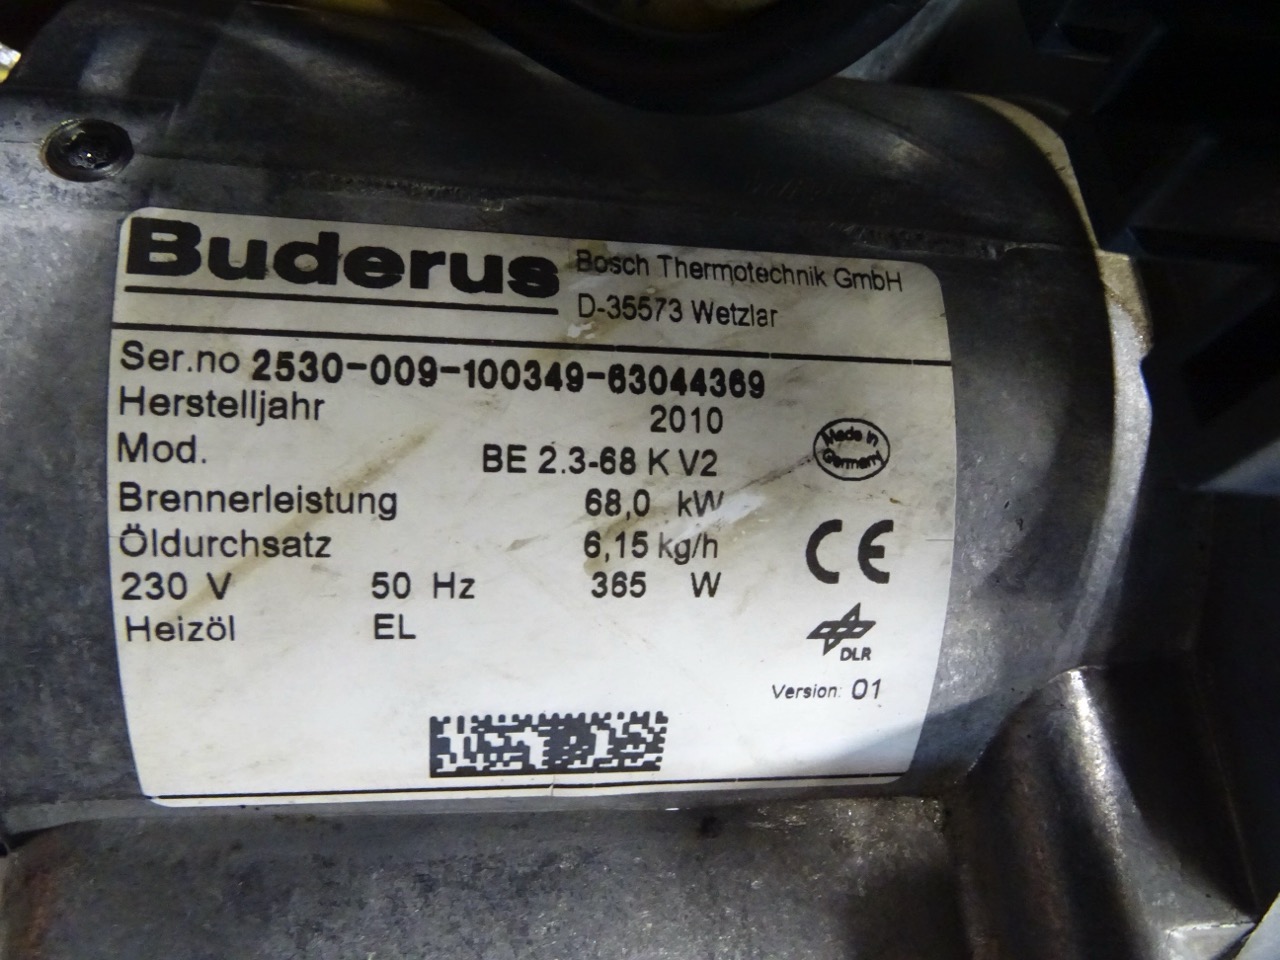 Buderus
Bosch Thermotechnik GmbH
D-35573 Wetzlar
Ser.no 2530-009-100349-63044369
Herstelljahr 2010
Mod. BE 2.3-68 K V2
Made in
Germany
Brennerleistung 68,0 kW
Öldurchsatz 6,15 kg/h
CE
230 V 50 Hz 365 W
Heizöl EL
DLR
Version: 01